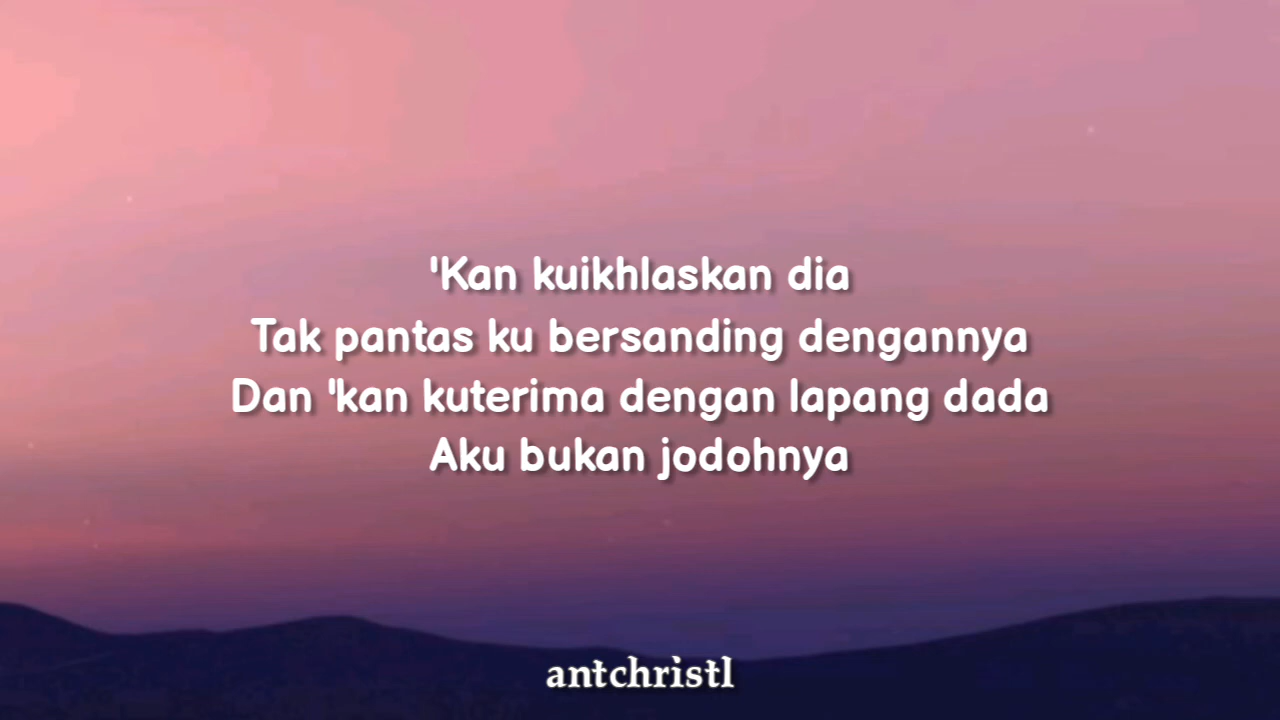 'Kan kuikhlaskan dia
Tak pantas ku bersanding dengannya
Dan 'kan kuterima dengan lapang dada
Aku bukan jodohnya
antchristl